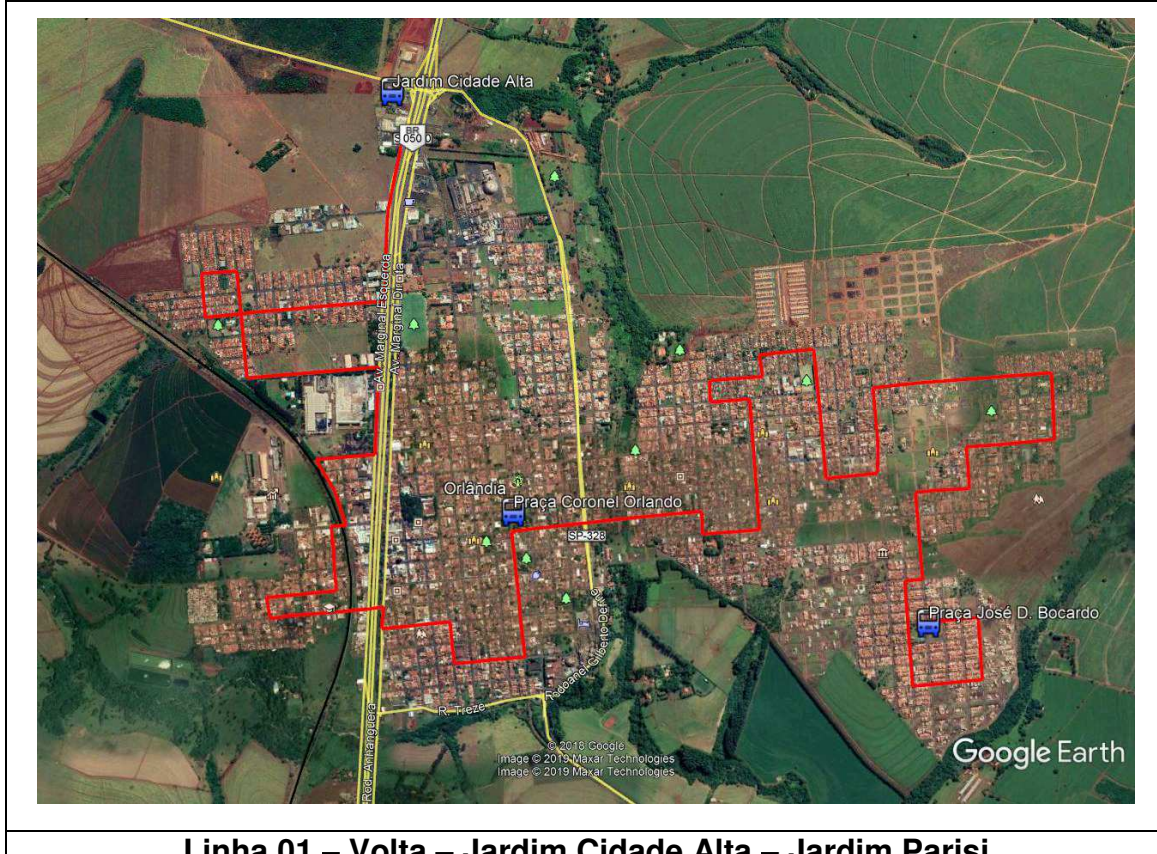 Jardim Cidade Alta
BR
050
Av. Marginal Esquerda
Av. Marginal Direita
Orlândia
Praça Coronel Orlando
SP-328
Praça José D. Bocardo
R. Treze
Rod. Anhanguera
© 2018 Google
Image © 2019 Maxar Technologies
Image © 2019 Maxar Technologies
Google Earth
Linha 01 – Volta – Jardim Cidade Alta – Jardim Parisi